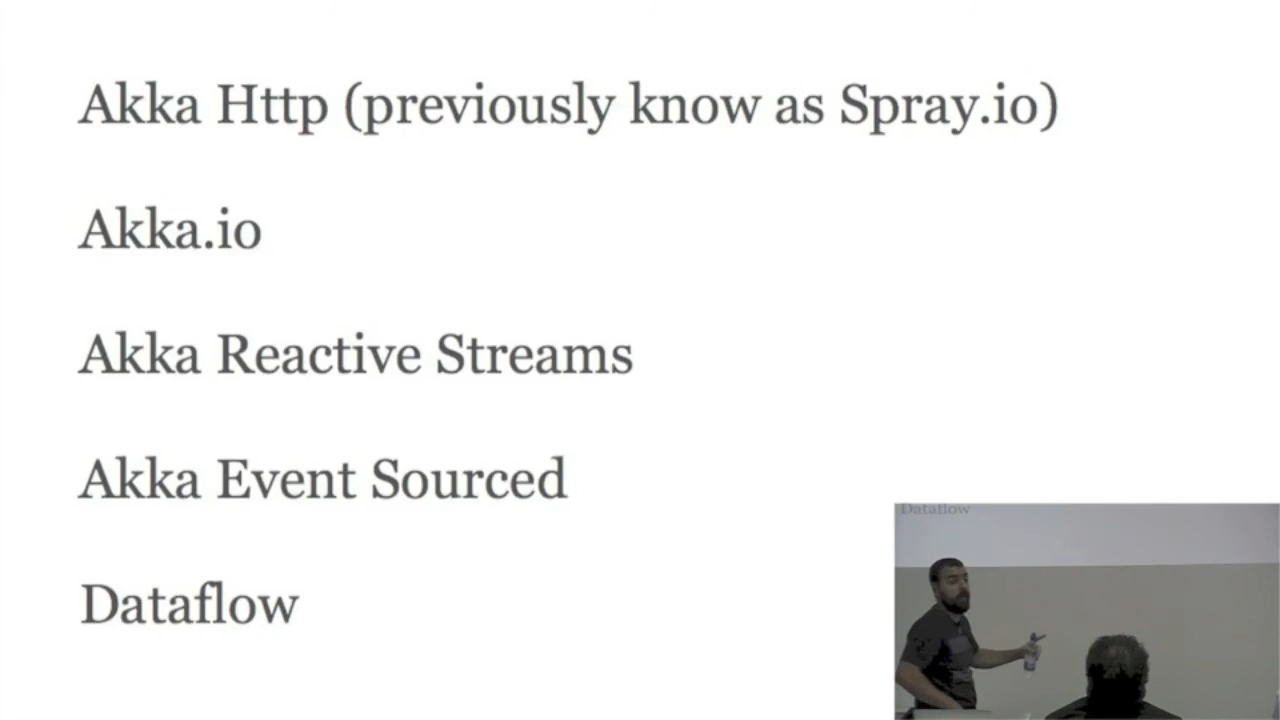 Akka Http (previously know as Spray.io)
Akka.io
Akka Reactive Streams
Akka Event Sourced
Dataflow
Dataflow